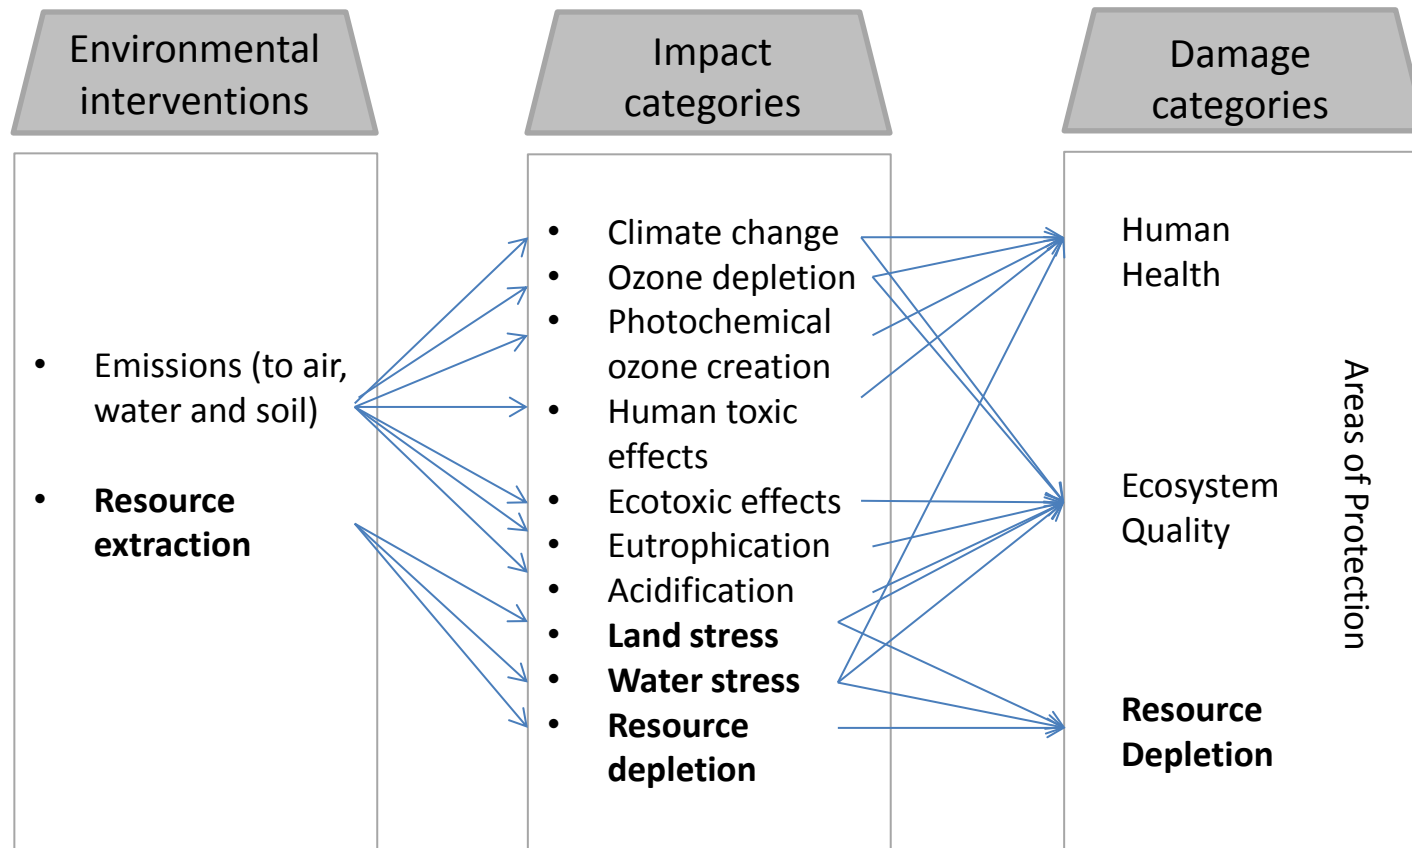 Environmental
interventions
Impact
categories
Damage
categories
• Emissions (to air,
water and soil)
• Resource
extraction
• Climate change
• Ozone depletion
• Photochemical
ozone creation
• Human toxic
effects
• Ecotoxic effects
• Eutrophication
• Acidification
• Land stress
• Water stress
• Resource
depletion
Human
Health
Ecosystem
Quality
Resource
Depletion
Areas of Protection